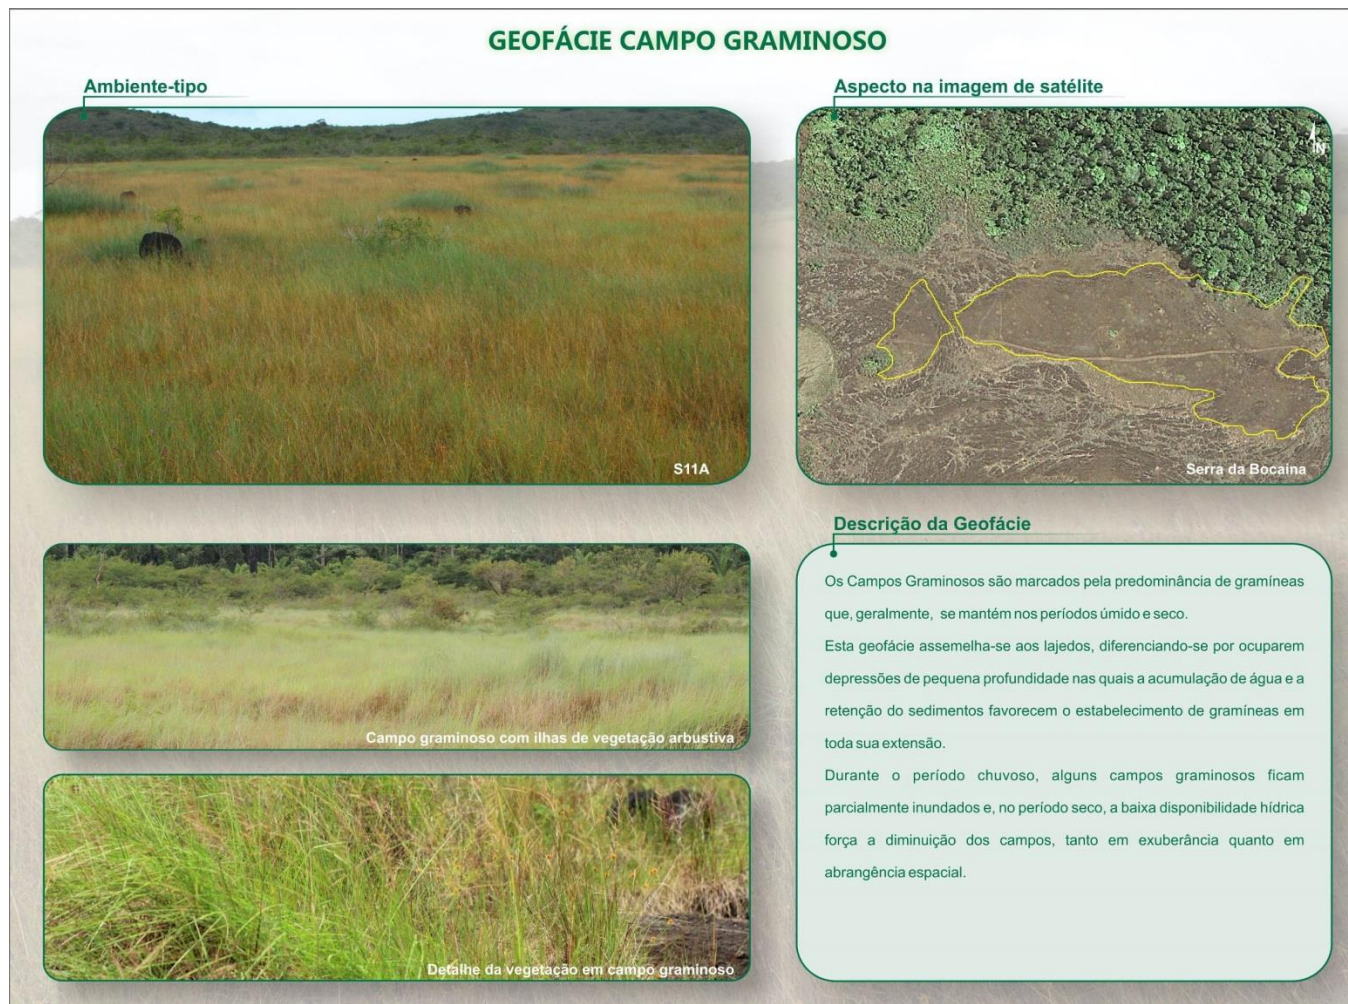 GEOFÁCIE CAMPO GRAMINOSO
Ambiente-tipo
S11A
Aspecto na imagem de satélite
N
Serra da Bocaina
Campo graminoso com ilhas de vegetação arbustiva
Detalhe da vegetação em campo graminoso
Descrição da Geofácie
Os Campos Graminosos são marcados pela predominância de gramíneas
que, geralmente, se mantém nos períodos úmido e seco.
Esta geofácie assemelha-se aos lajedos, diferenciando-se por ocuparem
depressões de pequena profundidade nas quais a acumulação de água e a
retenção do sedimentos favorecem o estabelecimento de gramíneas em
toda sua extensão.
Durante o período chuvoso, alguns campos graminosos ficam
parcialmente inundados e, no período seco, a baixa disponibilidade hídrica
força a diminuição dos campos, tanto em exuberância quanto em
abrangência espacial.